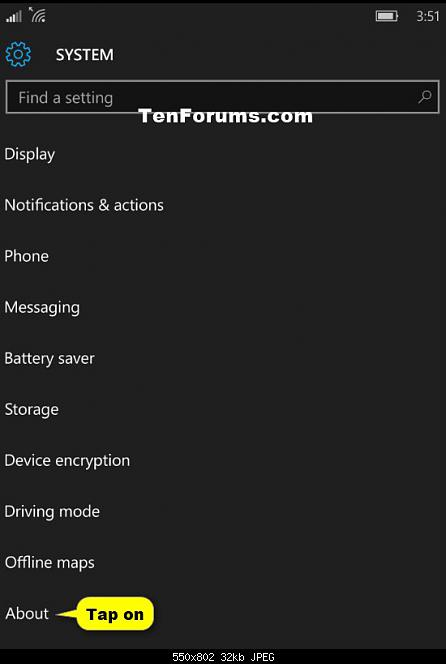 3:51
SYSTEM
Find a setting
TenForums.com
Display
Notifications & actions
Phone
Messaging
Battery saver
Storage
Device encryption
Driving mode
Offline maps
About
Tap on
550x802 32kb JPEG